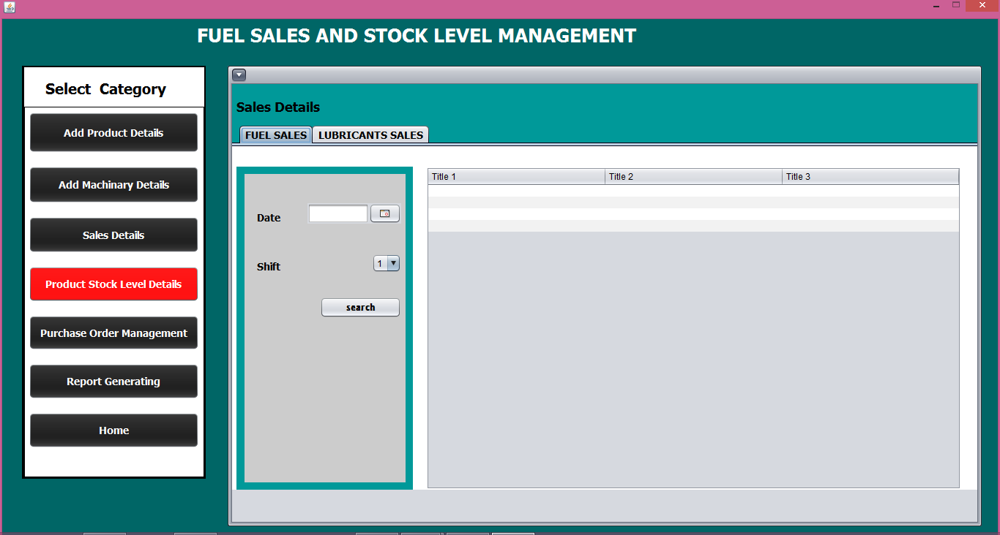 FUEL SALES AND STOCK LEVEL MANAGEMENT
Select Category
Add Product Details
Add Machinary Details
Sales Details
Product Stock Level Details
Purchase Order Management
Report Generating
Home
Sales Details
FUEL SALES
LUBRICANTS SALES
Date
Shift
1
search
Title 1
Title 2
Title 3